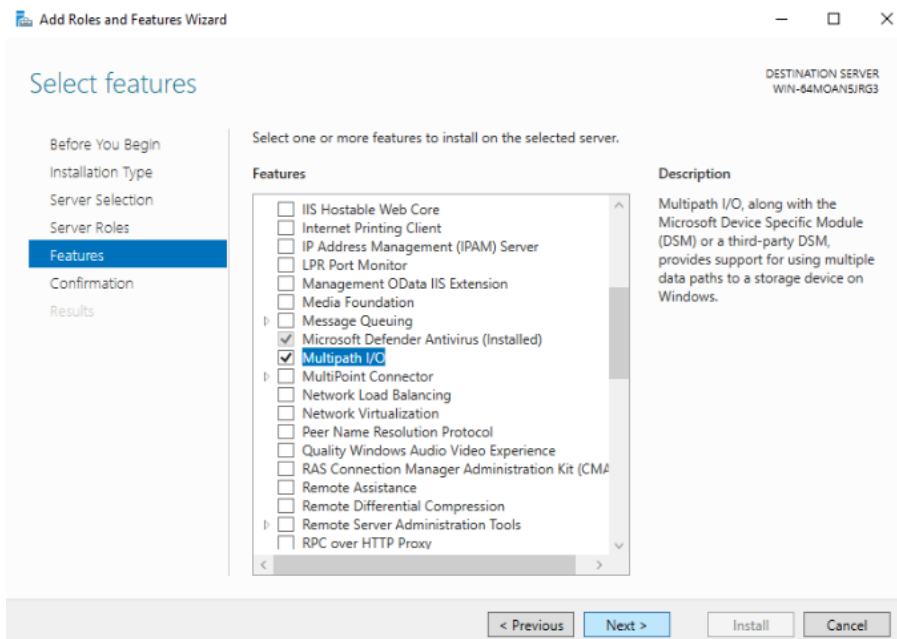 Add Roles and Features Wizard
Select features
DESTINATION SERVER
WIN-64MOAN5JRG3
Before You Begin
Installation Type
Server Selection
Server Roles
Features
Confirmation
Results
Select one or more features to install on the selected server.
Features
IIS Hostable Web Core
Internet Printing Client
IP Address Management (IPAM) Server
LPR Port Monitor
Management OData IIS Extension
Media Foundation
Message Queuing
Microsoft Defender Antivirus (Installed)
Multipath I/O
MultiPoint Connector
Network Load Balancing
Network Virtualization
Peer Name Resolution Protocol
Quality Windows Audio Video Experience
RAS Connection Manager Administration Kit (CMA
Remote Assistance
Remote Differential Compression
Remote Server Administration Tools
RPC over HTTP Proxy
Description
Multipath I/O, along with the
Microsoft Device Specific Module
(DSM) or a third-party DSM,
provides support for using multiple
data paths to a storage device on
Windows.
< Previous
Next >
Install
Cancel